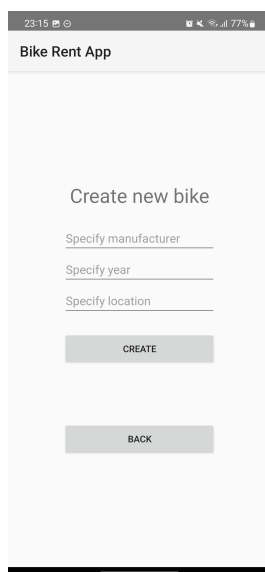 23:15 77%
Bike Rent App
Create new bike
Specify manufacturer
Specify year
Specify location
CREATE
BACK